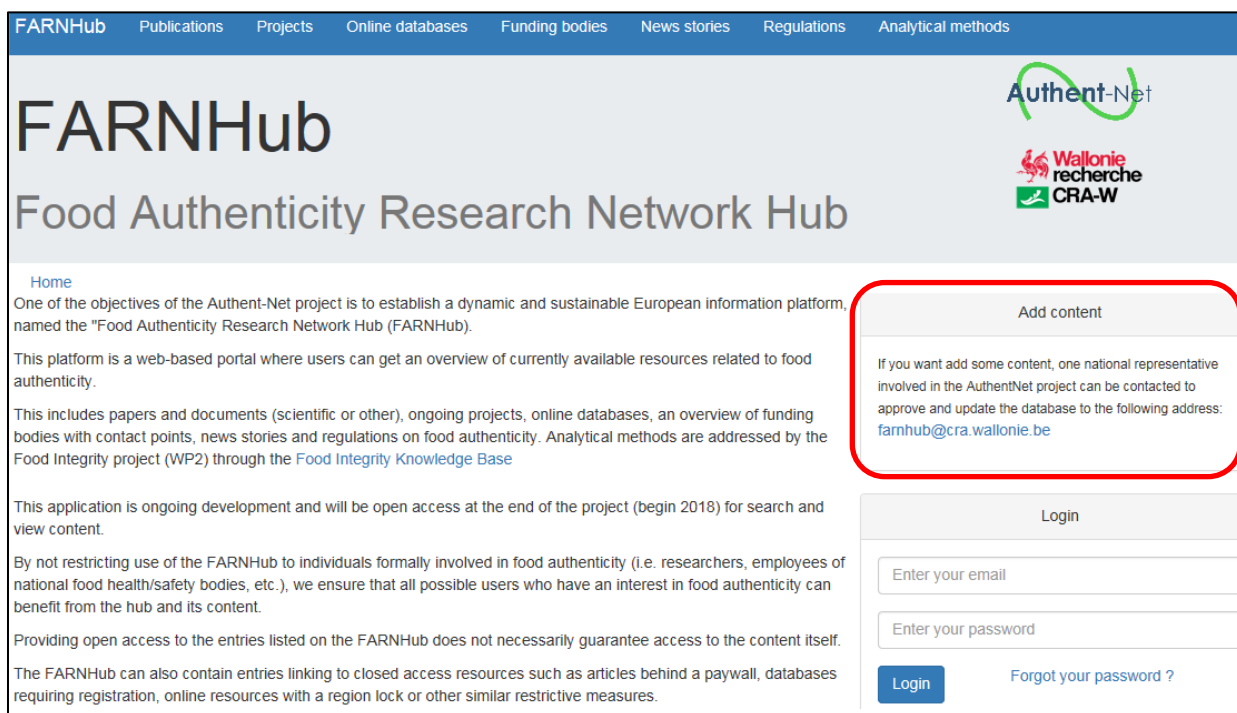 FARNHub Publications Projects Online databases Funding bodies News stories Regulations Analytical methods
Authent-Net
FARNHub
Wallonie
recherche
CRA-W
Food Authenticity Research Network Hub
Home
One of the objectives of the Authent-Net project is to establish a dynamic and sustainable European information platform,
named the "Food Authenticity Research Network Hub (FARNHub).
This platform is a web-based portal where users can get an overview of currently available resources related to food
authenticity.
This includes papers and documents (scientific or other), ongoing projects, online databases, an overview of funding
bodies with contact points, news stories and regulations on food authenticity. Analytical methods are addressed by the
Food Integrity project (WP2) through the Food Integrity Knowledge Base
This application is ongoing development and will be open access at the end of the project (begin 2018) for search and
view content.
By not restricting use of the FARNHub to individuals formally involved in food authenticity (i.e. researchers, employees of
national food health/safety bodies, etc.), we ensure that all possible users who have an interest in food authenticity can
benefit from the hub and its content.
Providing open access to the entries listed on the FARNHub does not necessarily guarantee access to the content itself.
The FARNHub can also contain entries linking to closed access resources such as articles behind a paywall, databases
requiring registration, online resources with a region lock or other similar restrictive measures.
Add content
If you want add some content, one national representative
involved in the AuthentNet project can be contacted to
approve and update the database to the following address:
farnhub@cra.wallonie.be
Login
Enter your email
Enter your password
Login Forgot your password ?